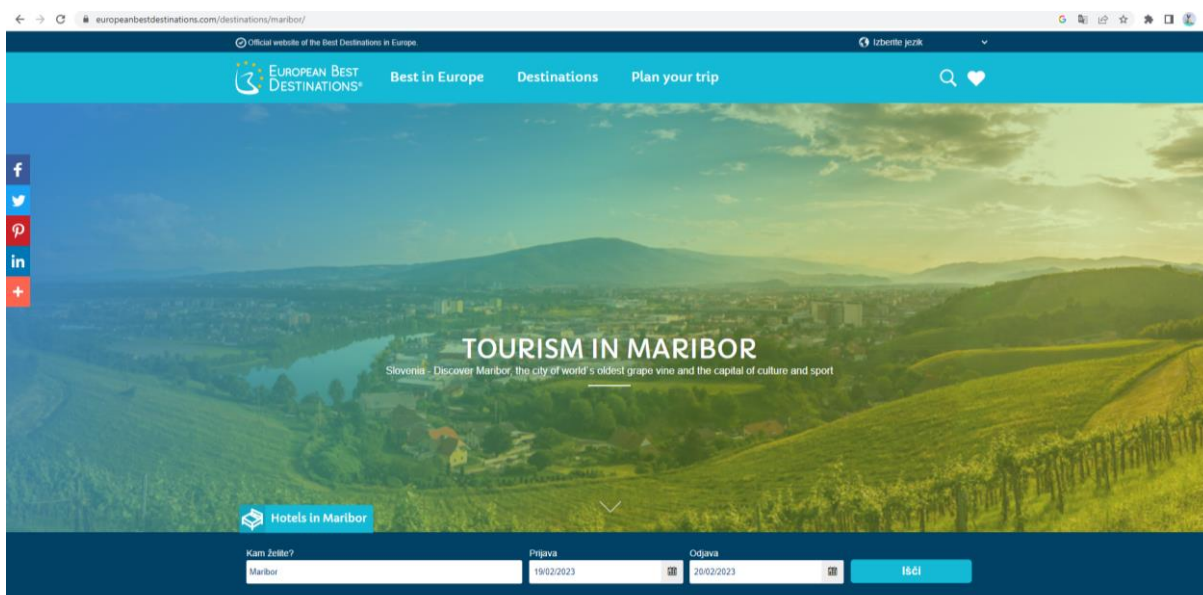 europeanbestdestinations.com/destinations/maribor/
Official website of the Best Destinations in Europe.
Izberite jezik
EUROPEAN BEST
DESTINATIONS®
Best in Europe
Destinations
Plan your trip
TOURISM IN MARIBOR
Slovenia - Discover Maribor, the city of world´s oldest grape vine and the capital of culture and sport
Hotels in Maribor
Kam želite?
Prijava
Odjava
Maribor
19/02/2023
20/02/2023
Išči